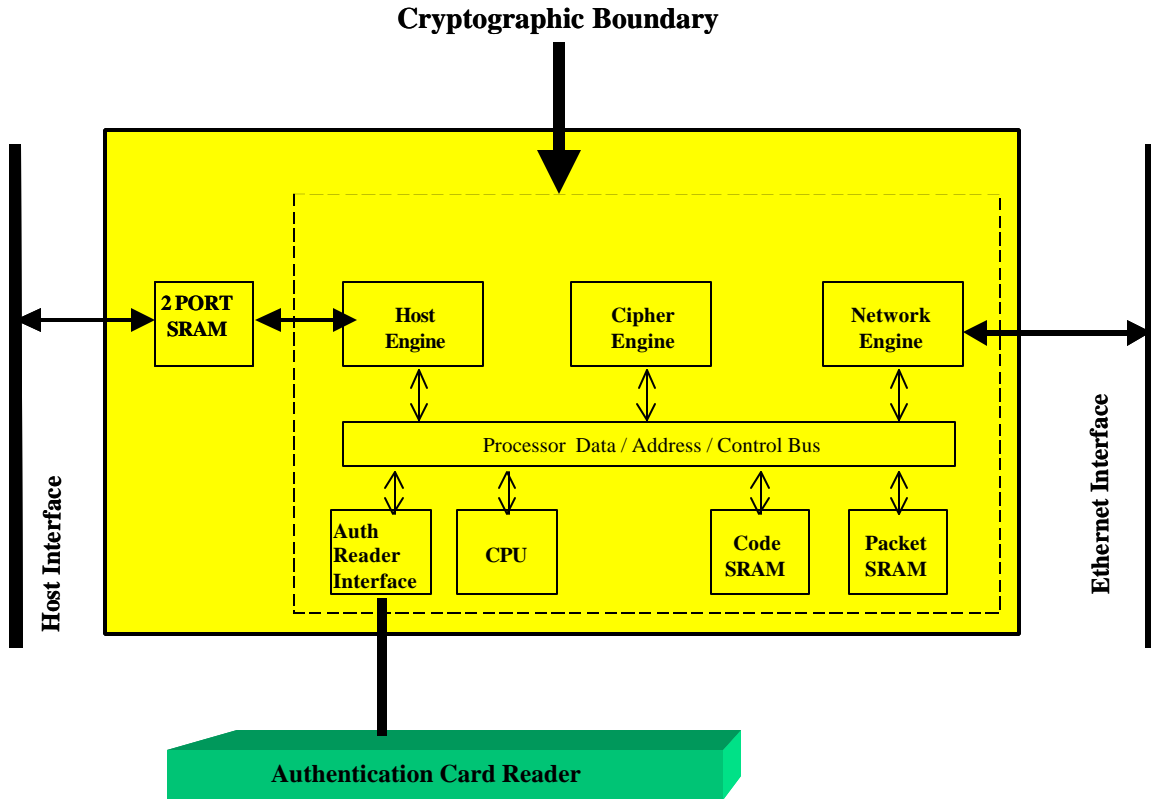 Cryptographic Boundary
2 PORT
SRAM
Host
Engine
Cipher
Engine
Network
Engine
Processor Data / Address / Control Bus
Auth
Reader
Interface
CPU
Code
SRAM
Packet
SRAM
Host Interface
Ethernet Interface
Authentication Card Reader